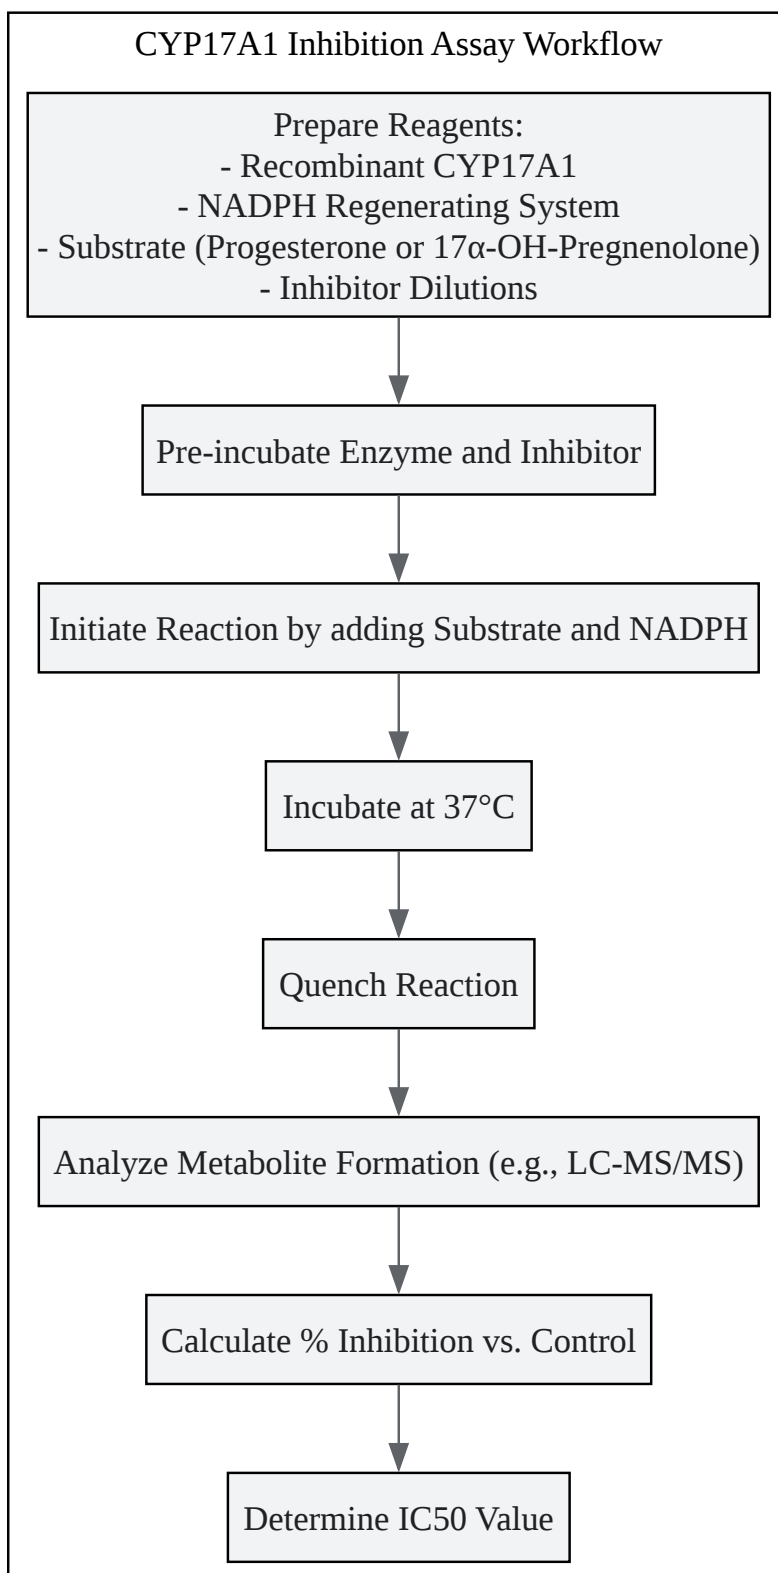 CYP17A1 Inhibition Assay Workflow
Prepare Reagents:
- Recombinant CYP17A1
- NADPH Regenerating System
- Substrate (Progesterone or 17α-OH-Pregnenolone)
- Inhibitor Dilutions
Pre-incubate Enzyme and Inhibitor
Initiate Reaction by adding Substrate and NADPH
Incubate at 37°C
Quench Reaction
Analyze Metabolite Formation (e.g., LC-MS/MS)
Calculate % Inhibition vs. Control
Determine IC50 Value